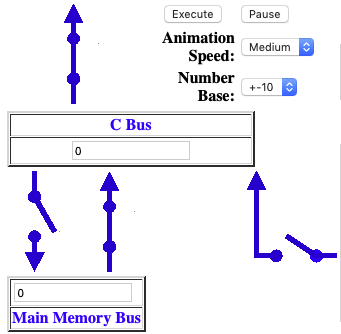 Execute
Pause
Animation
Speed:
Medium
Number
Base:
+-10
C Bus
0
0
Main Memory Bus